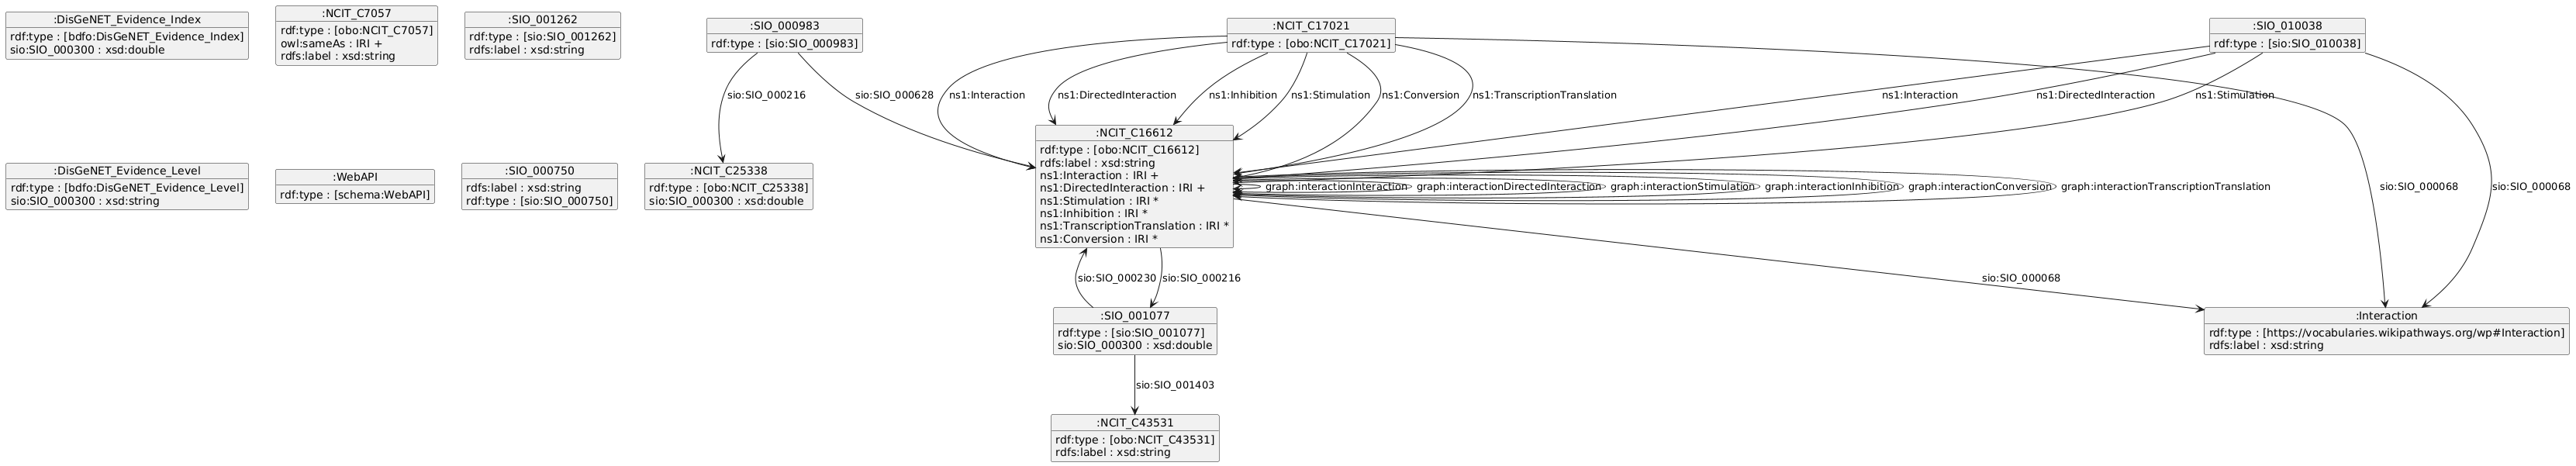 :DisGeNET_Evidence_Index
rdf:type : [bdfo:DisGeNET_Evidence_Index]
sio:SIO_000300 : xsd:double
:NCIT_C7057
rdf:type : [obo:NCIT_C7057]
owl:sameAs : IRI +
rdfs:label : xsd:string
:SIO_001262
rdf:type : [sio:SIO_001262]
rdfs:label : xsd:string
:SIO_000983
rdf:type : [sio:SIO_000983]
:NCIT_C17021
rdf:type : [obo:NCIT_C17021]
:SIO_010038
rdf:type : [sio:SIO_010038]
sio:SIO_000216
sio:SIO_000628
ns1:Interaction
ns1:DirectedInteraction
ns1:Inhibition
ns1:Stimulation
ns1:Conversion
ns1:TranscriptionTranslation
ns1:Interaction
ns1:DirectedInteraction
ns1:Stimulation
:DisGeNET_Evidence_Level
rdf:type : [bdfo:DisGeNET_Evidence_Level]
sio:SIO_000300 : xsd:string
:WebAPI
rdf:type : [schema:WebAPI]
:SIO_000750
rdfs:label : xsd:string
rdf:type : [sio:SIO_000750]
:NCIT_C25338
rdf:type : [obo:NCIT_C25338]
sio:SIO_000300 : xsd:double
:NCIT_C16612
rdf:type : [obo:NCIT_C16612]
rdfs:label : xsd:string
ns1:Interaction : IRI +
ns1:DirectedInteraction : IRI +
ns1:Stimulation : IRI *
ns1:Inhibition : IRI *
ns1:TranscriptionTranslation : IRI *
ns1:Conversion : IRI *
graph:interactionInteraction
graph:interactionDirectedInteraction
graph:interactionStimulation
graph:interactionInhibition
graph:interactionConversion
graph:interactionTranscriptionTranslation
sio:SIO_000068
sio:SIO_000068
sio:SIO_000230
sio:SIO_000216
sio:SIO_000068
:SIO_001077
rdf:type : [sio:SIO_001077]
sio:SIO_000300 : xsd:double
:Interaction
rdf:type : [https://vocabularies.wikipathways.org/wp#Interaction]
rdfs:label : xsd:string
sio:SIO_001403
:NCIT_C43531
rdf:type : [obo:NCIT_C43531]
rdfs:label : xsd:string